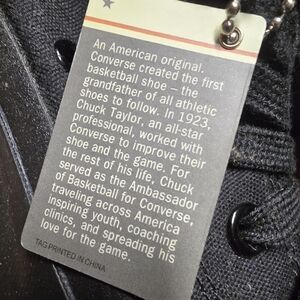 An American original.
Converse created the first
basketball shoe – the
grandfather of all athletic
shoes to follow. In 1923,
Chuck Taylor, an all-star
professional, worked with
Converse to improve their
shoe and the game. For
the rest of his life, Chuck
served as the Ambassador
of Basketball for Converse,
traveling across America
inspiring youth, coaching
clinics, and spreading his
love for the game.
TAG PRINTED IN CHINA